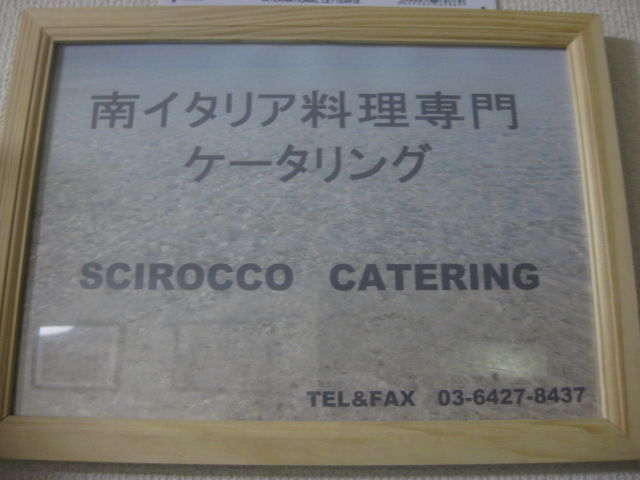 南イタリア料理専門
ケータリング
SCIROCCO CATERING
TEL&FAX 03-6427-8437